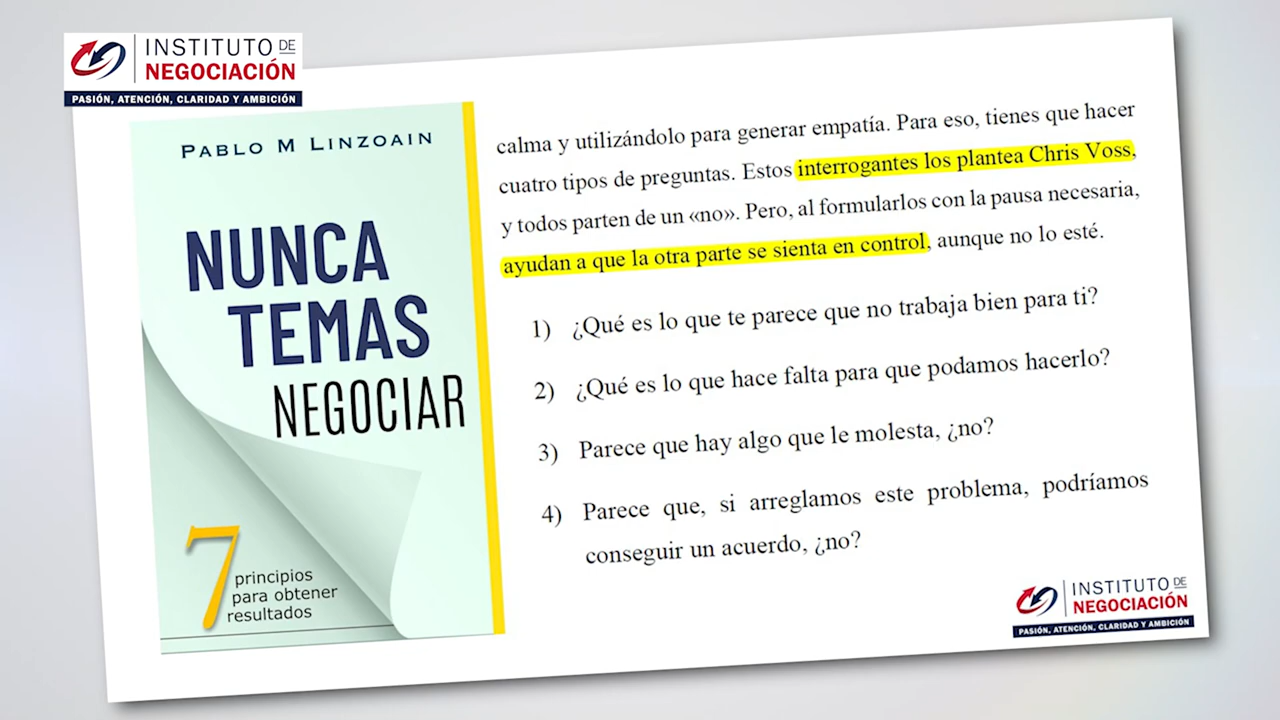 INSTITUTO DE
NEGOCIACIÓN
PASIÓN, ATENCIÓN, CLARIDAD Y AMBICIÓN
PABLO M LINZOAIN
NUNCA
TEMAS
NEGOCIAR
7
principios
para obtener
resultados
calma y utilizándolo para generar empatía. Para eso, tienes que hacer
cuatro tipos de preguntas. Estos interrogantes los plantea Chris Voss,
y todos parten de un «no». Pero, al formularlos con la pausa necesaria,
ayudan a que la otra parte se sienta en control, aunque no lo esté.
1) ¿Qué es lo que te parece que no trabaja bien para ti?
2) ¿Qué es lo que hace falta para que podamos hacerlo?
3) Parece que hay algo que le molesta, ¿no?
4) Parece que, si arreglamos este problema, podríamos
conseguir un acuerdo, ¿no?
INSTITUTO DE
NEGOCIACIÓN
PASIÓN, ATENCIÓN, CLARIDAD Y AMBICIÓN